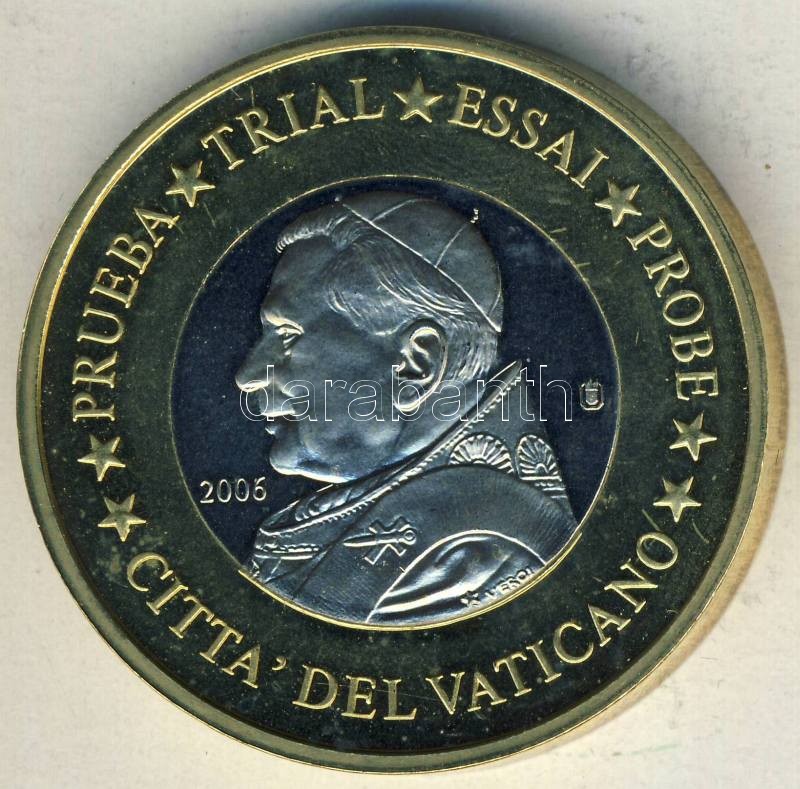 PRUEBA ★ TRIAL ★ ESSAI ★ PROBE
★ CITTA' DEL VATICANO ★
2006
darabanth